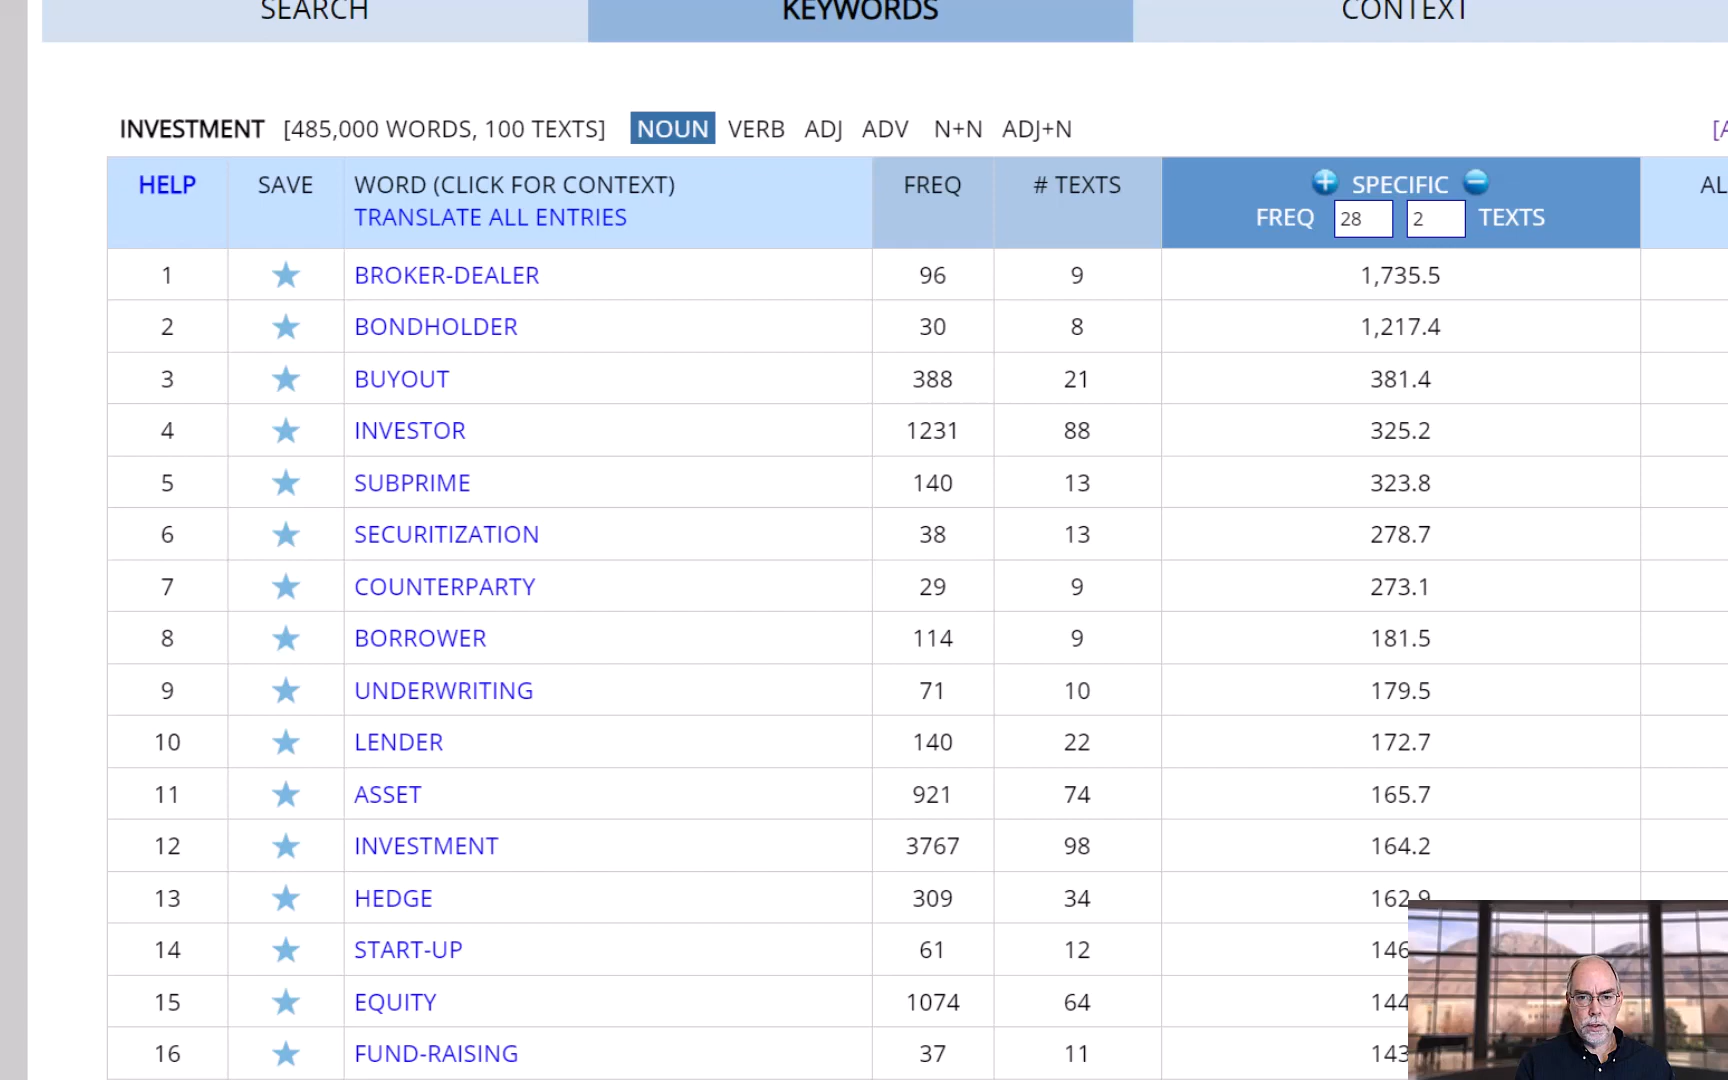 SEARCH KEYWORDS CONTEXT
INVESTMENT [485,000 WORDS, 100 TEXTS] NOUN VERB ADJ ADV N+N ADJ+N
HELP SAVE WORD (CLICK FOR CONTEXT) FREQ # TEXTS + SPECIFIC −
TRANSLATE ALL ENTRIES FREQ 28 2 TEXTS
1 BROKER-DEALER 96 9 1,735.5
2 BONDHOLDER 30 8 1,217.4
3 BUYOUT 388 21 381.4
4 INVESTOR 1231 88 325.2
5 SUBPRIME 140 13 323.8
6 SECURITIZATION 38 13 278.7
7 COUNTERPARTY 29 9 273.1
8 BORROWER 114 9 181.5
9 UNDERWRITING 71 10 179.5
10 LENDER 140 22 172.7
11 ASSET 921 74 165.7
12 INVESTMENT 3767 98 164.2
13 HEDGE 309 34 162.9
14 START-UP 61 12 146
15 EQUITY 1074 64 144
16 FUND-RAISING 37 11 143